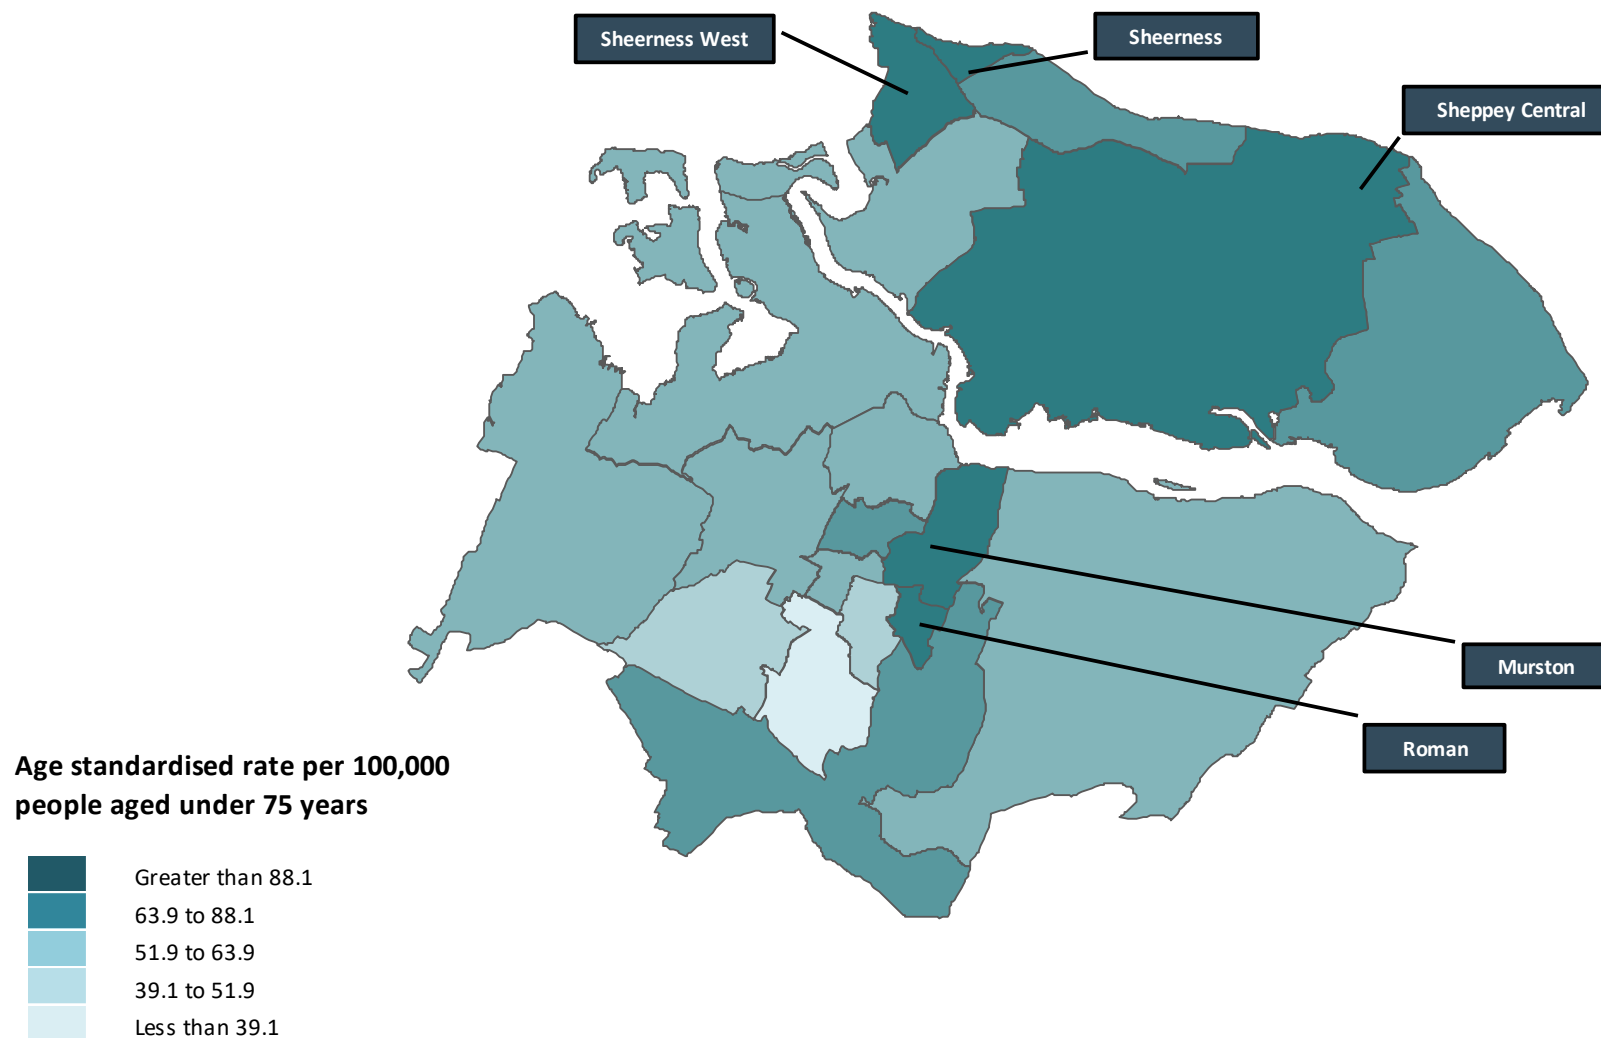 Sheerness West
Sheerness
Sheppey Central
Murston
Roman
Age standardised rate per 100,000
people aged under 75 years
Greater than 88.1
63.9 to 88.1
51.9 to 63.9
39.1 to 51.9
Less than 39.1